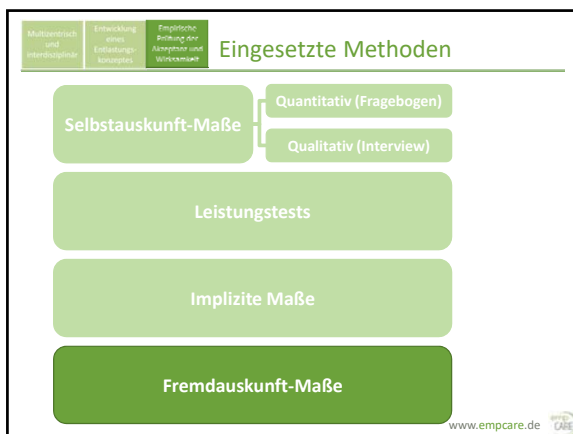 Multizentrisch
und
Interdisziplinär
Entwicklung
eines
Entlastungs-
konzeptes
Empirische
Prüfung der
Akzeptanz und
Wirksamkeit
Eingesetzte Methoden
Selbstauskunft-Maße
Quantitativ (Fragebogen)
Qualitativ (Interview)
Leistungstests
Implizite Maße
Fremdauskunft-Maße
www.empcare.de
CARE